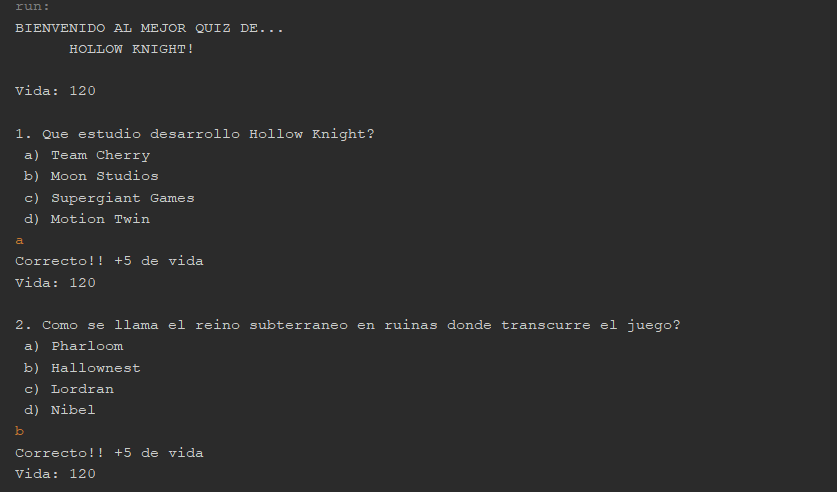 run:
BIENVENIDO AL MEJOR QUIZ DE...
HOLLOW KNIGHT!
Vida: 120
1. Que estudio desarrollo Hollow Knight?
a) Team Cherry
b) Moon Studios
c) Supergiant Games
d) Motion Twin
a
Correcto!! +5 de vida
Vida: 120
2. Como se llama el reino subterraneo en ruinas donde transcurre el juego?
a) Pharloom
b) Hallownest
c) Lordran
d) Nibel
b
Correcto!! +5 de vida
Vida: 120